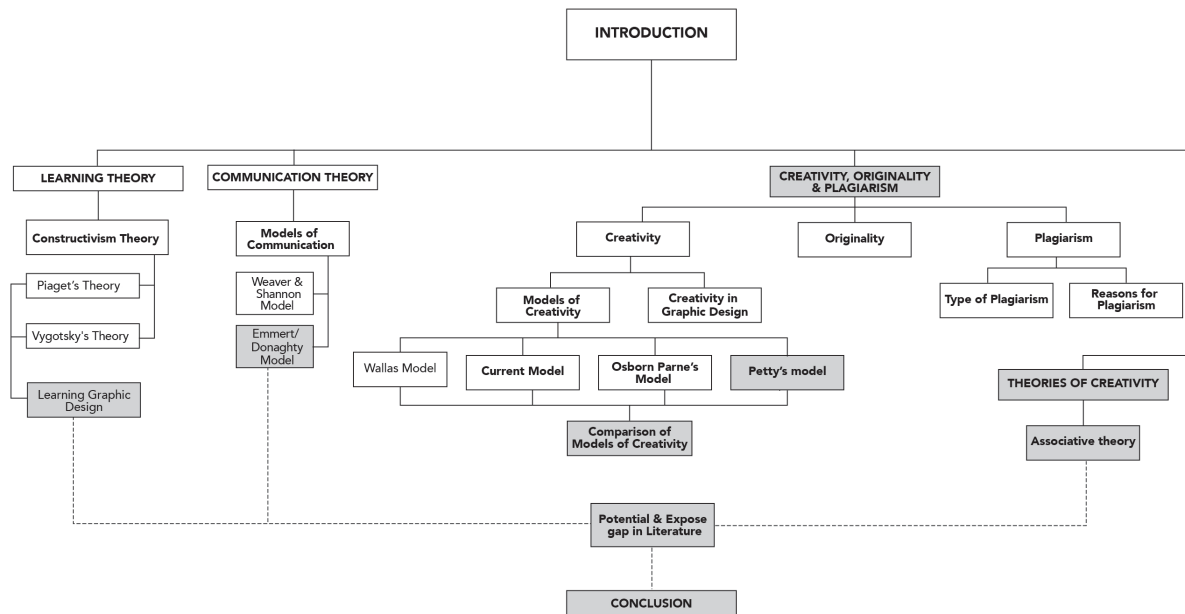 INTRODUCTION
LEARNING THEORY
COMMUNICATION THEORY
CREATIVITY, ORIGINALITY
& PLAGIARISM
Constructivism Theory
Models of
Communication
Creativity
Originality
Plagiarism
Piaget's Theory
Weaver &
Shannon
Model
Models of
Creativity
Creativity in
Graphic Design
Type of Plagiarism
Reasons for
Plagiarism
Vygotsky's Theory
Emmert/
Donaghty
Model
Wallas Model
Current Model
Osborn Parne's
Model
Petty's model
Learning Graphic
Design
THEORIES OF CREATIVITY
Comparison of
Models of Creativity
Associative theory
Potential & Expose
gap in Literature
CONCLUSION